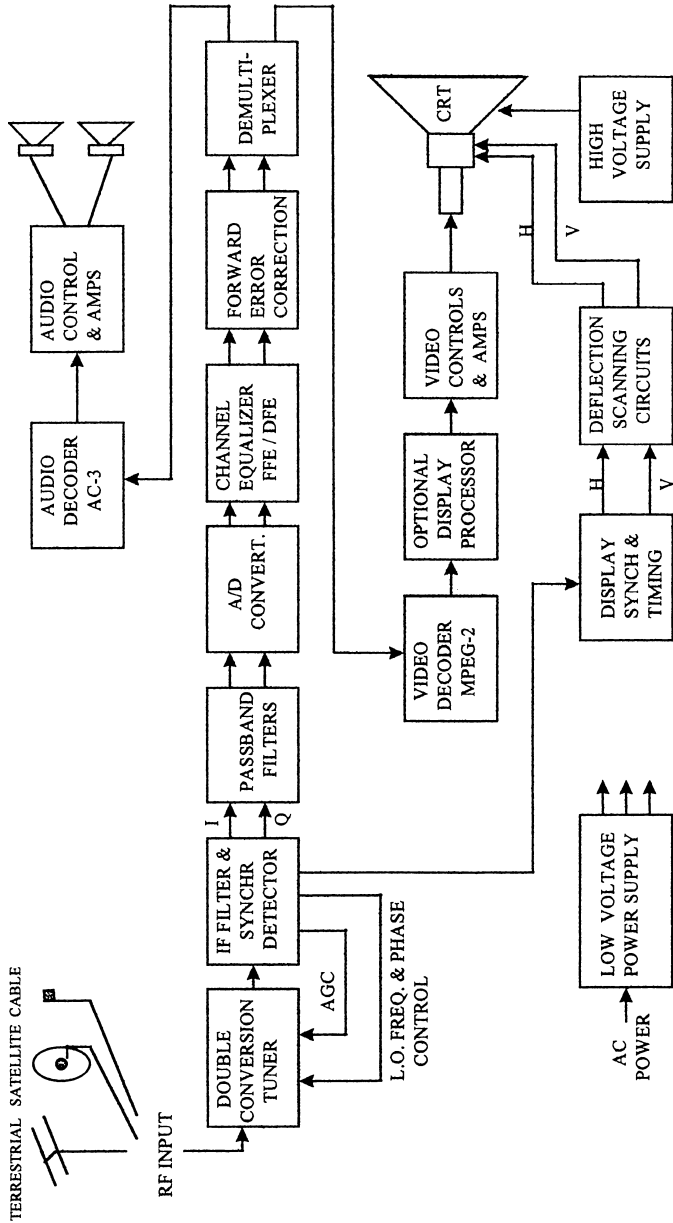 TERRESTRIAL SATELLITE CABLE
RF INPUT
DOUBLE
CONVERSION
TUNER
AGC
L.O. FREQ. & PHASE
CONTROL
IF FILTER &
SYNCHR
DETECTOR
I
Q
PASSBAND
FILTERS
A/D
CONVERT.
CHANNEL
EQUALIZER
FFE / DFE
FORWARD
ERROR
CORRECTION
DEMULTI-
PLEXER
AUDIO
DECODER
AC-3
AUDIO
CONTROL
& AMPS
VIDEO
DECODER
MPEG-2
OPTIONAL
DISPLAY
PROCESSOR
VIDEO
CONTROLS
& AMPS
CRT
DISPLAY
SYNCH &
TIMING
H
V
DEFLECTION
SCANNING
CIRCUITS
H
V
HIGH
VOLTAGE
SUPPLY
AC
POWER
LOW VOLTAGE
POWER SUPPLY